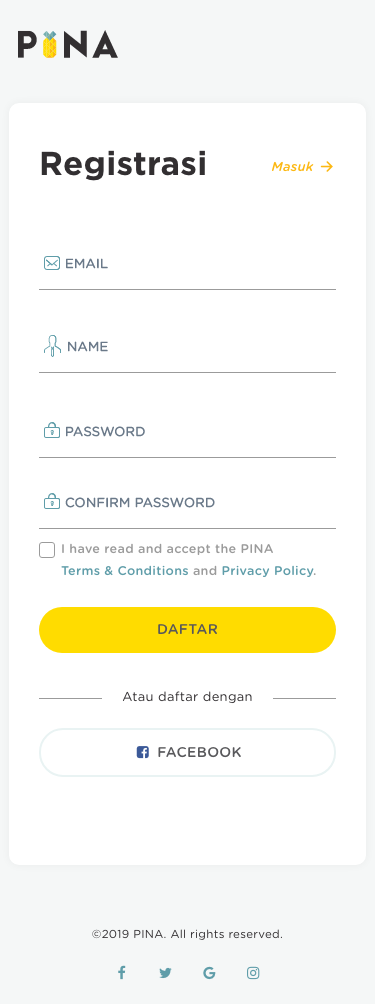 PINA
Registrasi
Masuk →
EMAIL
NAME
PASSWORD
CONFIRM PASSWORD
I have read and accept the PINA
Terms & Conditions and Privacy Policy.
DAFTAR
Atau daftar dengan
FACEBOOK
©2019 PINA. All rights reserved.